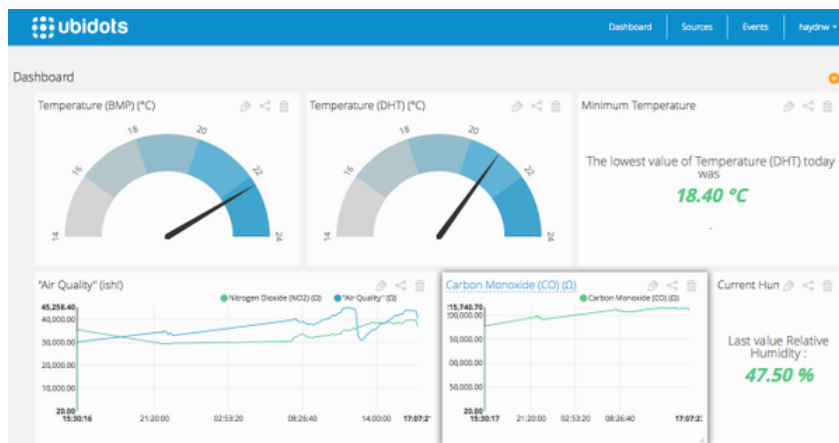 ubidots
Dashboard
Sources
Events
haydnw
Dashboard
Temperature (BMP) (°C)
14
16
18
20
22
24
Temperature (DHT) (°C)
14
16
18
20
22
24
Minimum Temperature
The lowest value of Temperature (DHT) today
was
18.40 °C
"Air Quality" (ish!)
Nitrogen Dioxide (NO2) (Ω)
"Air Quality" (Ω)
45,258.40
40,000.00
30,000.00
20,000.00
10,000.00
20.00
15:30:16
21:20:00
02:53:20
08:26:40
14:00:00
17:07:2
Carbon Monoxide (CO) (Ω)
Carbon Monoxide (CO) (Ω)
15,740.70
00,000.00
50,000.00
00,000.00
50,000.00
20.00
15:30:17
21:20:00
02:53:20
08:26:40
17:07:2
Current Hun
Last value Relative
Humidity :
47.50 %